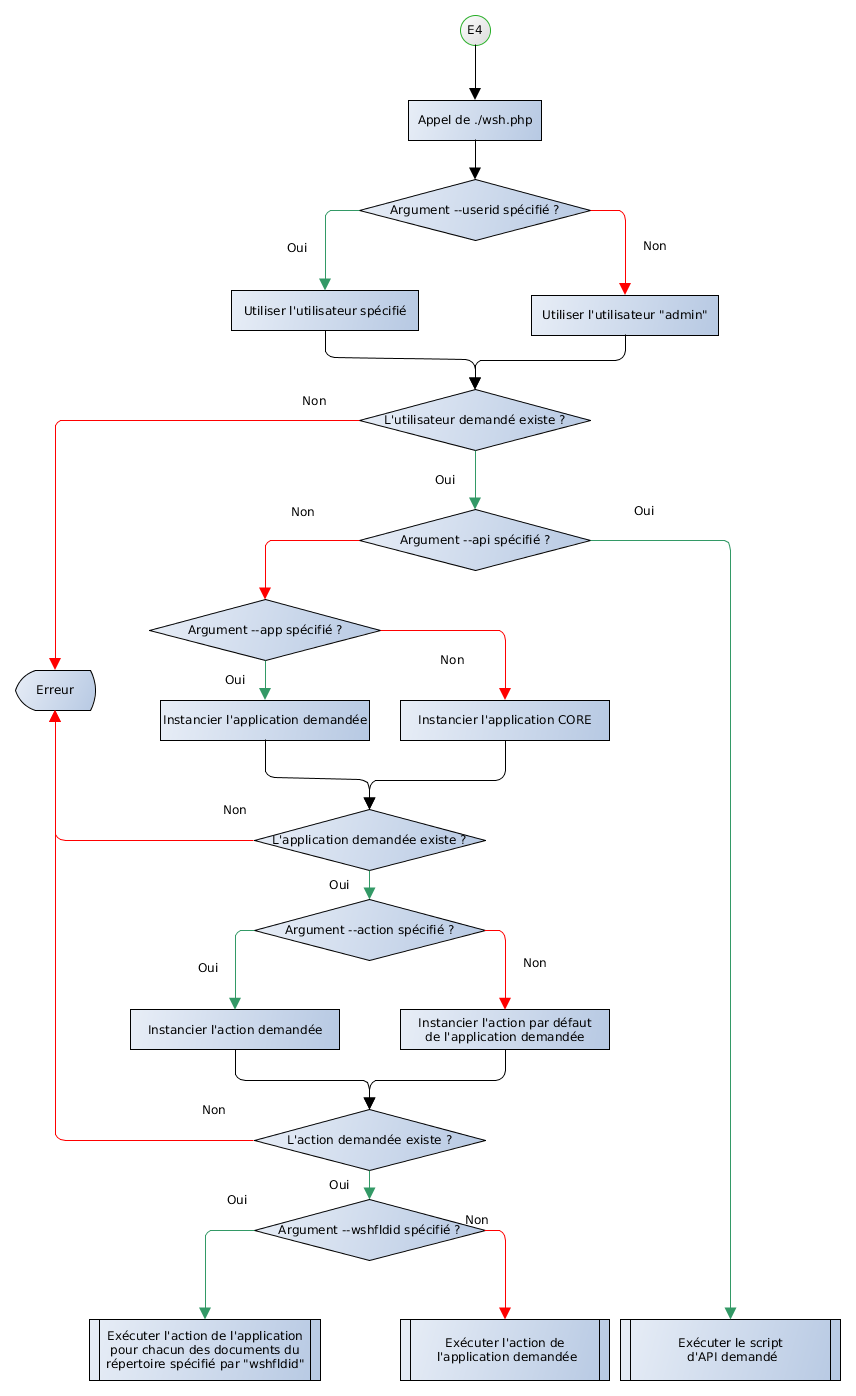 E4
Appel de ./wsh.php
Argument --userid spécifié ?
Oui
Non
Utiliser l'utilisateur spécifié
Utiliser l'utilisateur "admin"
Non
L'utilisateur demandé existe ?
Oui
Non
Oui
Argument --api spécifié ?
Argument --app spécifié ?
Non
Oui
Erreur
Instancier l'application demandée
Instancier l'application CORE
Non
L'application demandée existe ?
Oui
Argument --action spécifié ?
Oui
Non
Instancier l'action demandée
Instancier l'action par défaut
de l'application demandée
Non
L'action demandée existe ?
Oui
Oui
Non
Argument --wshfldid spécifié ?
Exécuter l'action de l'application
pour chacun des documents du
répertoire spécifié par "wshfldid"
Exécuter l'action de
l'application demandée
Exécuter le script
d'API demandé